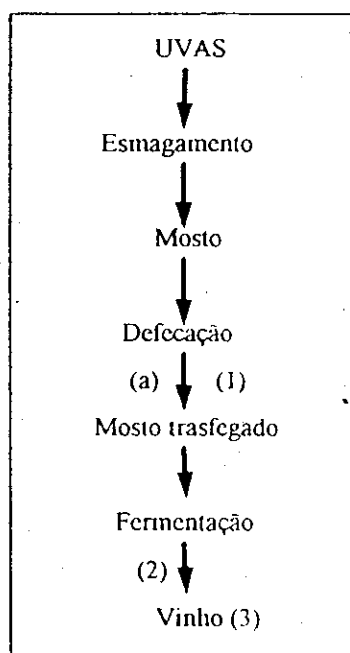 UVAS
Esmagamento
Mosto
Defecação
(a) (1)
Mosto trasfegado
Fermentação
(2)
Vinho (3)